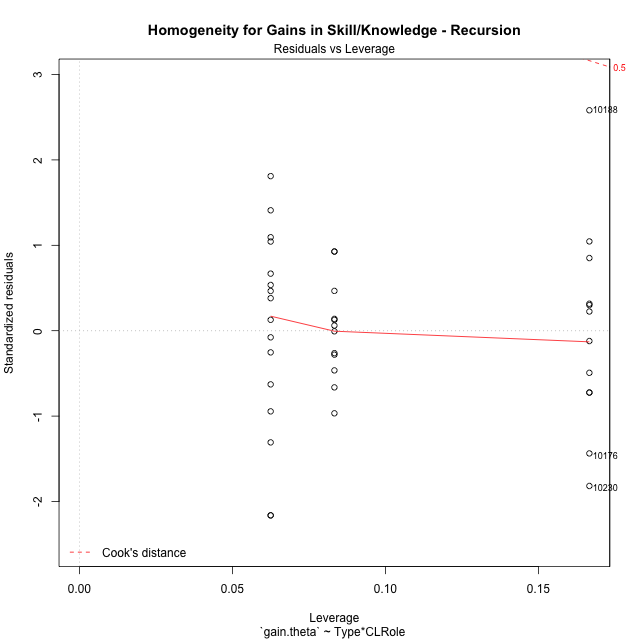 Homogeneity for Gains in Skill/Knowledge - Recursion
Residuals vs Leverage
3
0.5
10188
2
1
0
-1
10176
10230
-2
Standardized residuals
Cook's distance
0.00 0.05 0.10 0.15
Leverage
`gain.theta` ~ Type*CLRole